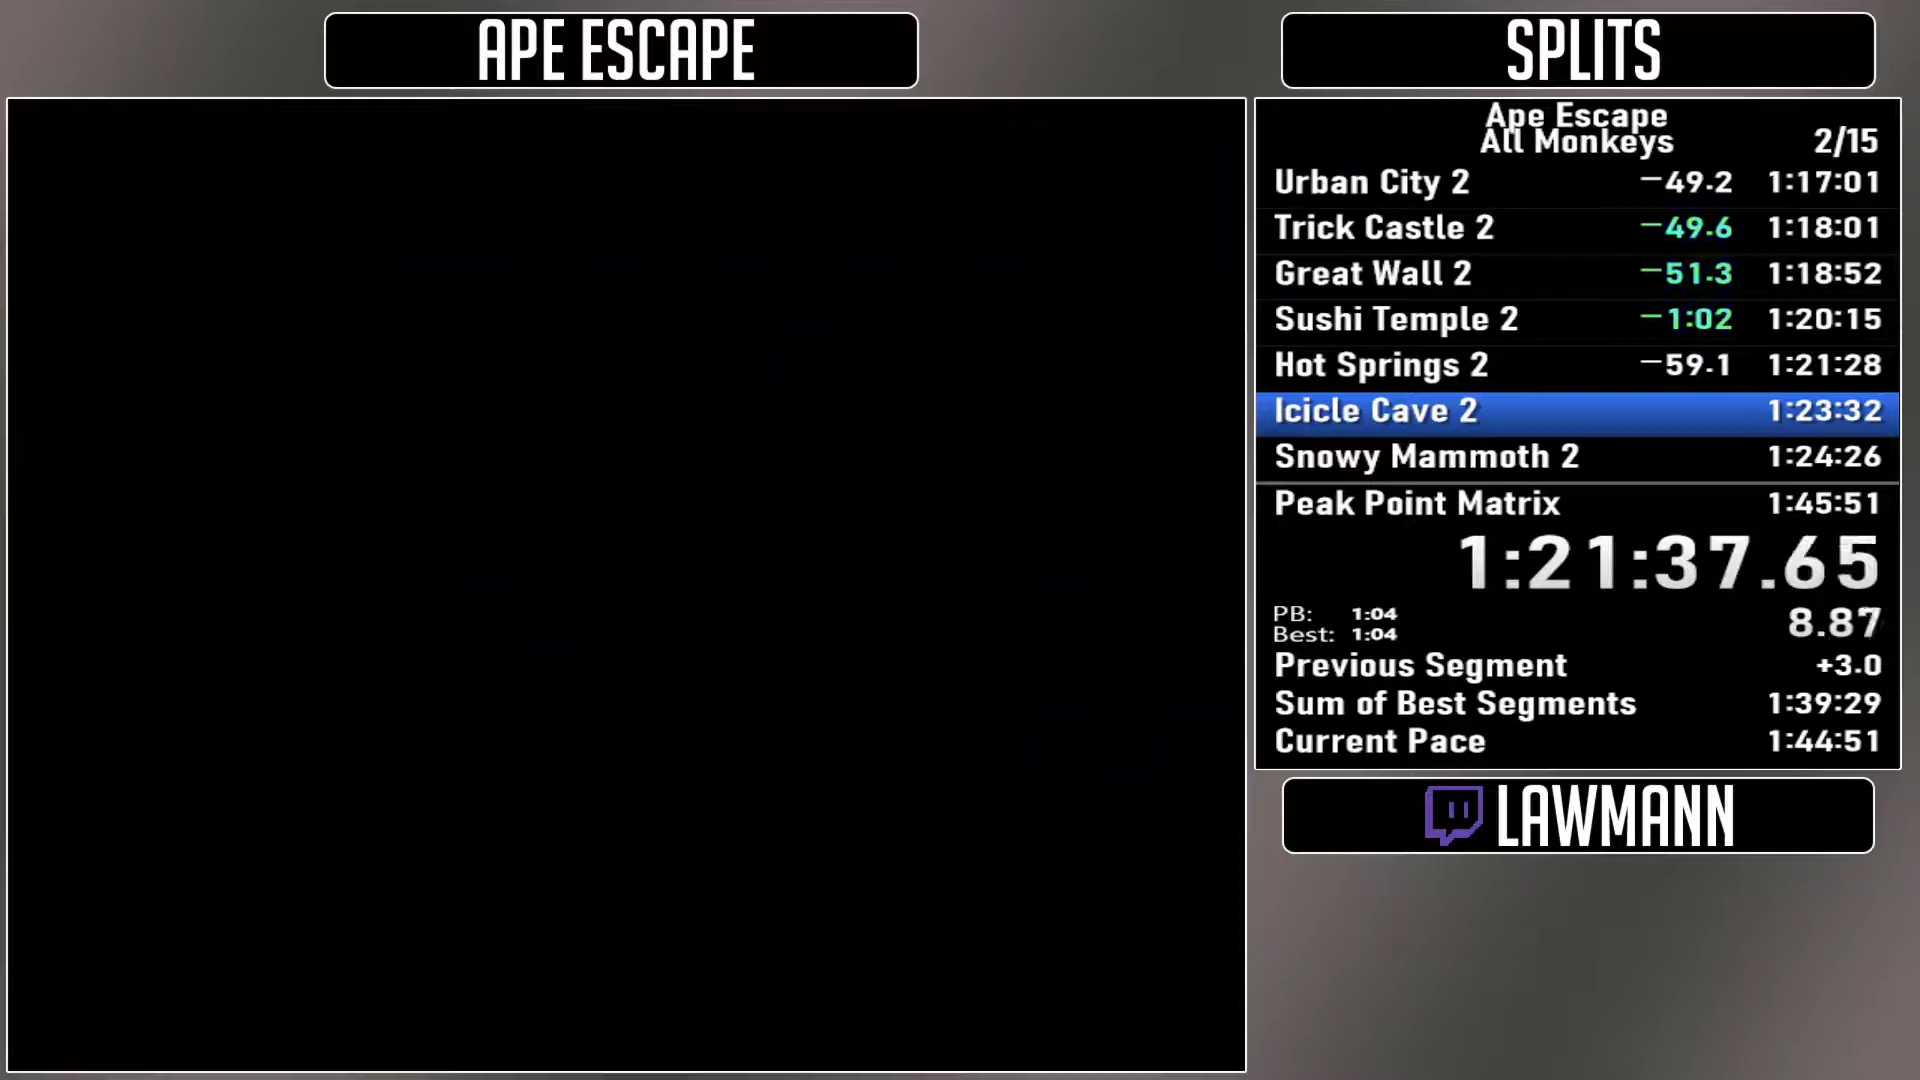 APE ESCAPE
SPLITS
Ape Escape
All Monkeys 2/15
Urban City 2 −49.2 1:17:01
Trick Castle 2 −49.6 1:18:01
Great Wall 2 −51.3 1:18:52
Sushi Temple 2 −1:02 1:20:15
Hot Springs 2 −59.1 1:21:28
Icicle Cave 2 1:23:32
Snowy Mammoth 2 1:24:26
Peak Point Matrix 1:45:51
1:21:37.65
PB: 1:04 8.87
Best: 1:04
Previous Segment +3.0
Sum of Best Segments 1:39:29
Current Pace 1:44:51
LAWMANN